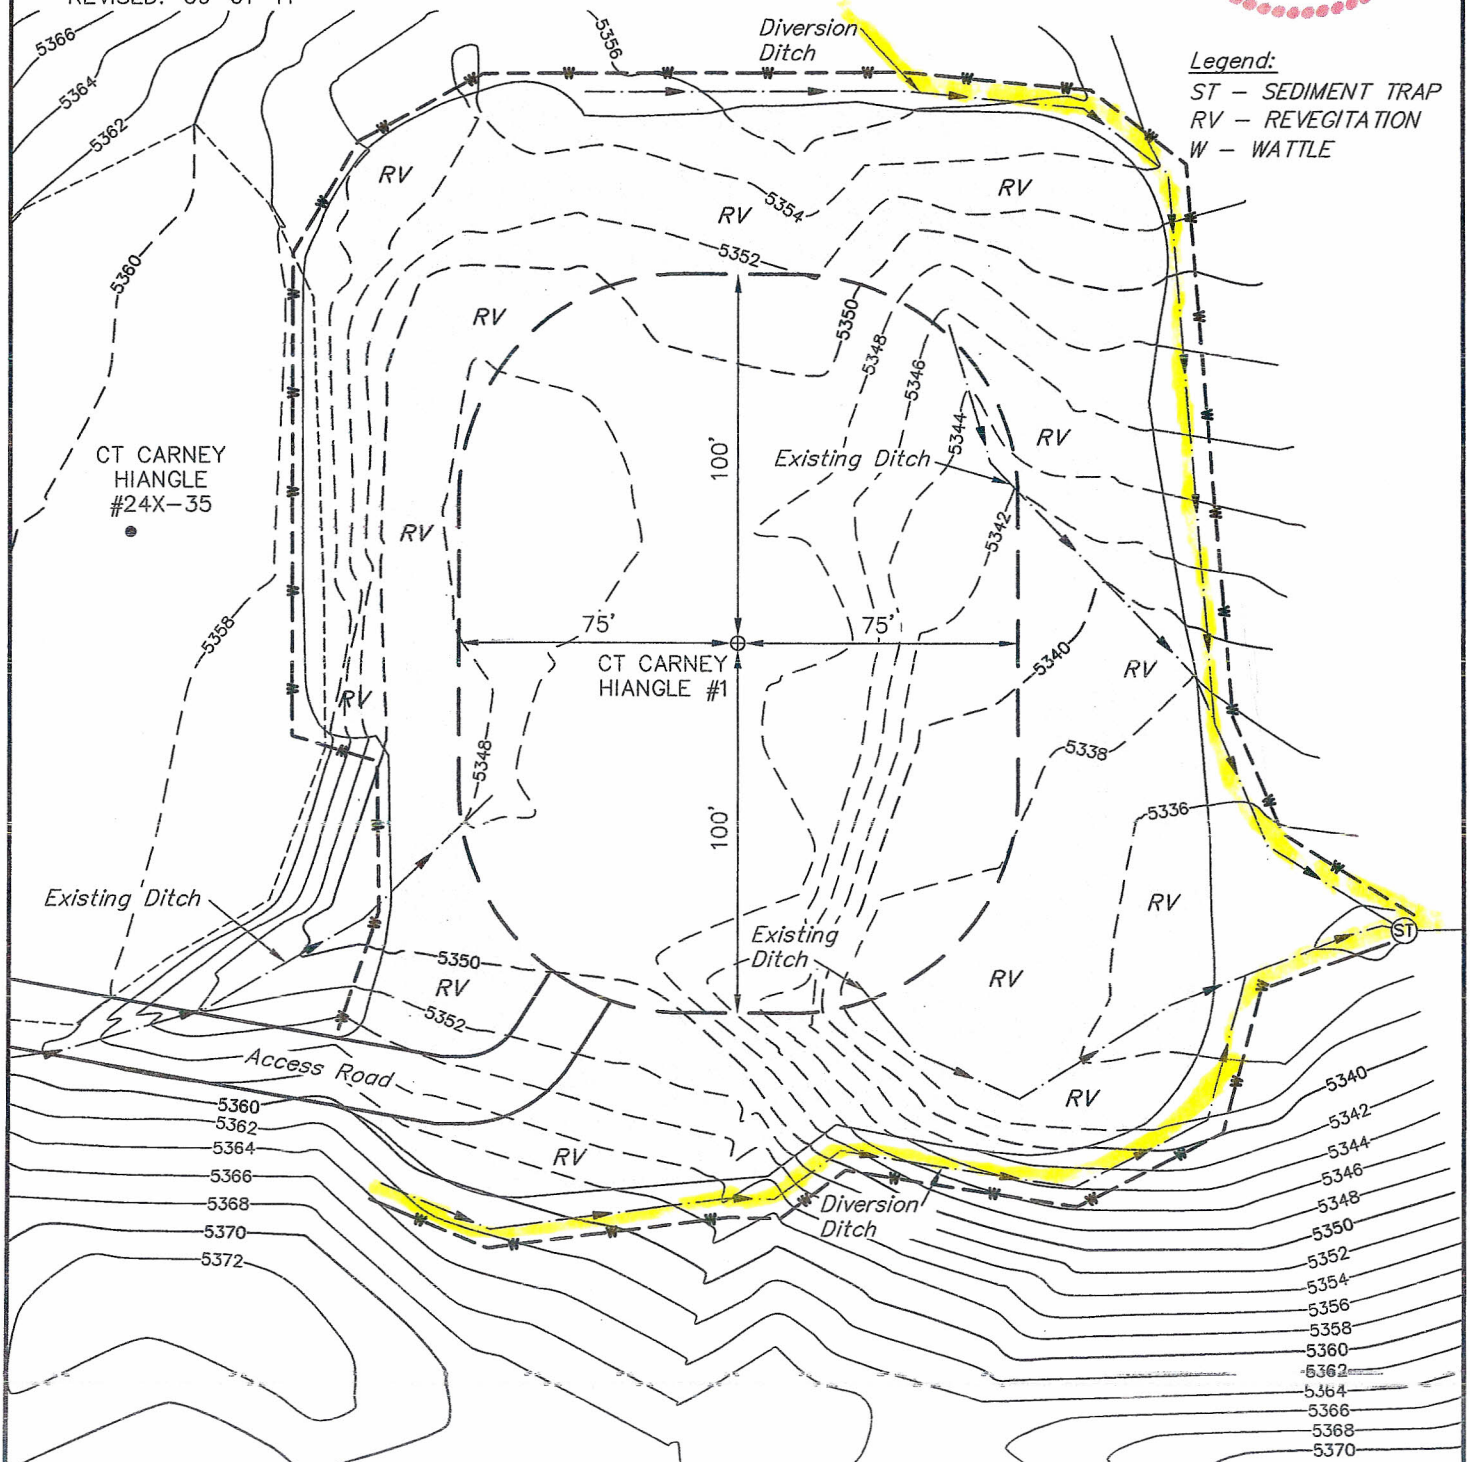 Diversion
Ditch
Legend:
ST – SEDIMENT TRAP
RV – REVEGITATION
W – WATTLE
5366
5364
5362
5360
5358
5356
5354
5352
5350
5348
5346
5344
5342
5340
5338
5336
RV
RV
RV
RV
RV
RV
RV
RV
RV
RV
RV
RV
RV
CT CARNEY
HIANGLE
#24X–35
Existing Ditch
100'
75'
75'
CT CARNEY
HIANGLE #1
5348
100'
Existing Ditch
Existing
Ditch
5350
5352
Access Road
ST
Diversion
Ditch
5360
5362
5364
5366
5368
5370
5372
5340
5342
5344
5346
5348
5350
5352
5354
5356
5358
5360
5362
5364
5366
5368
5370